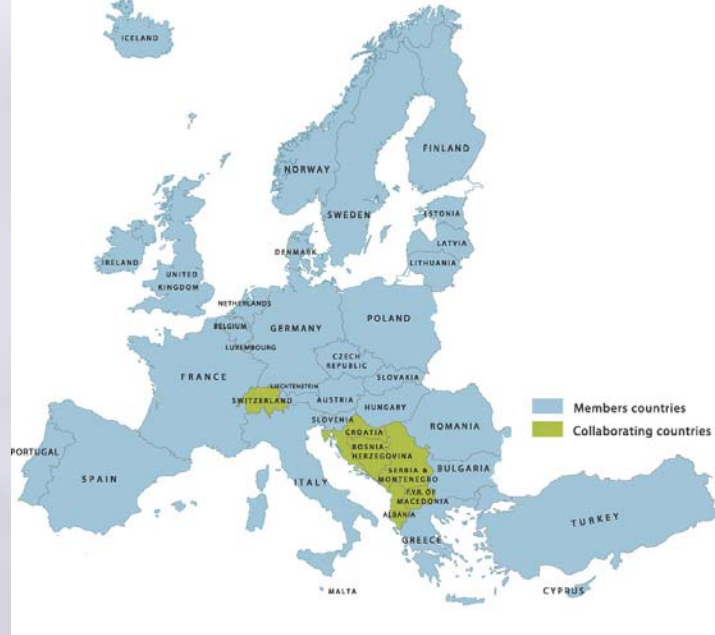 ICELAND
FINLAND
NORWAY
SWEDEN
ESTONIA
LATVIA
LITHUANIA
DENMARK
IRELAND
UNITED
KINGDOM
NETHERLANDS
BELGIUM
GERMANY
POLAND
LUXEMBOURG
CZECH
REPUBLIC
SLOVAKIA
FRANCE
LIECHTENSTEIN
SWITZERLAND
AUSTRIA
HUNGARY
SLOVENIA
ROMANIA
CROATIA
BOSNIA-
HERZEGOVINA
SERBIA &
MONTENEGRO
BULGARIA
F.Y.R. OF
MACEDONIA
ALBANIA
PORTUGAL
SPAIN
ITALY
GREECE
TURKEY
MALTA
CYPRUS
Members countries
Collaborating countries